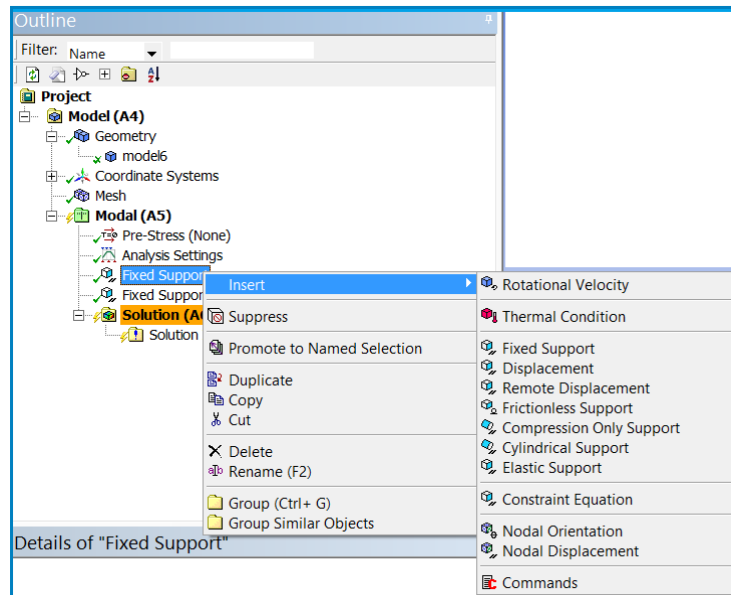 Outline
Filter: Name
Project
Model (A4)
Geometry
model6
Coordinate Systems
Mesh
Modal (A5)
Pre-Stress (None)
Analysis Settings
Fixed Support
Fixed Suppor
Solution (A
Solution
Insert
Suppress
Promote to Named Selection
Duplicate
Copy
Cut
Delete
Rename (F2)
Group (Ctrl+ G)
Group Similar Objects
Rotational Velocity
Thermal Condition
Fixed Support
Displacement
Remote Displacement
Frictionless Support
Compression Only Support
Cylindrical Support
Elastic Support
Constraint Equation
Nodal Orientation
Nodal Displacement
Commands
Details of "Fixed Support"